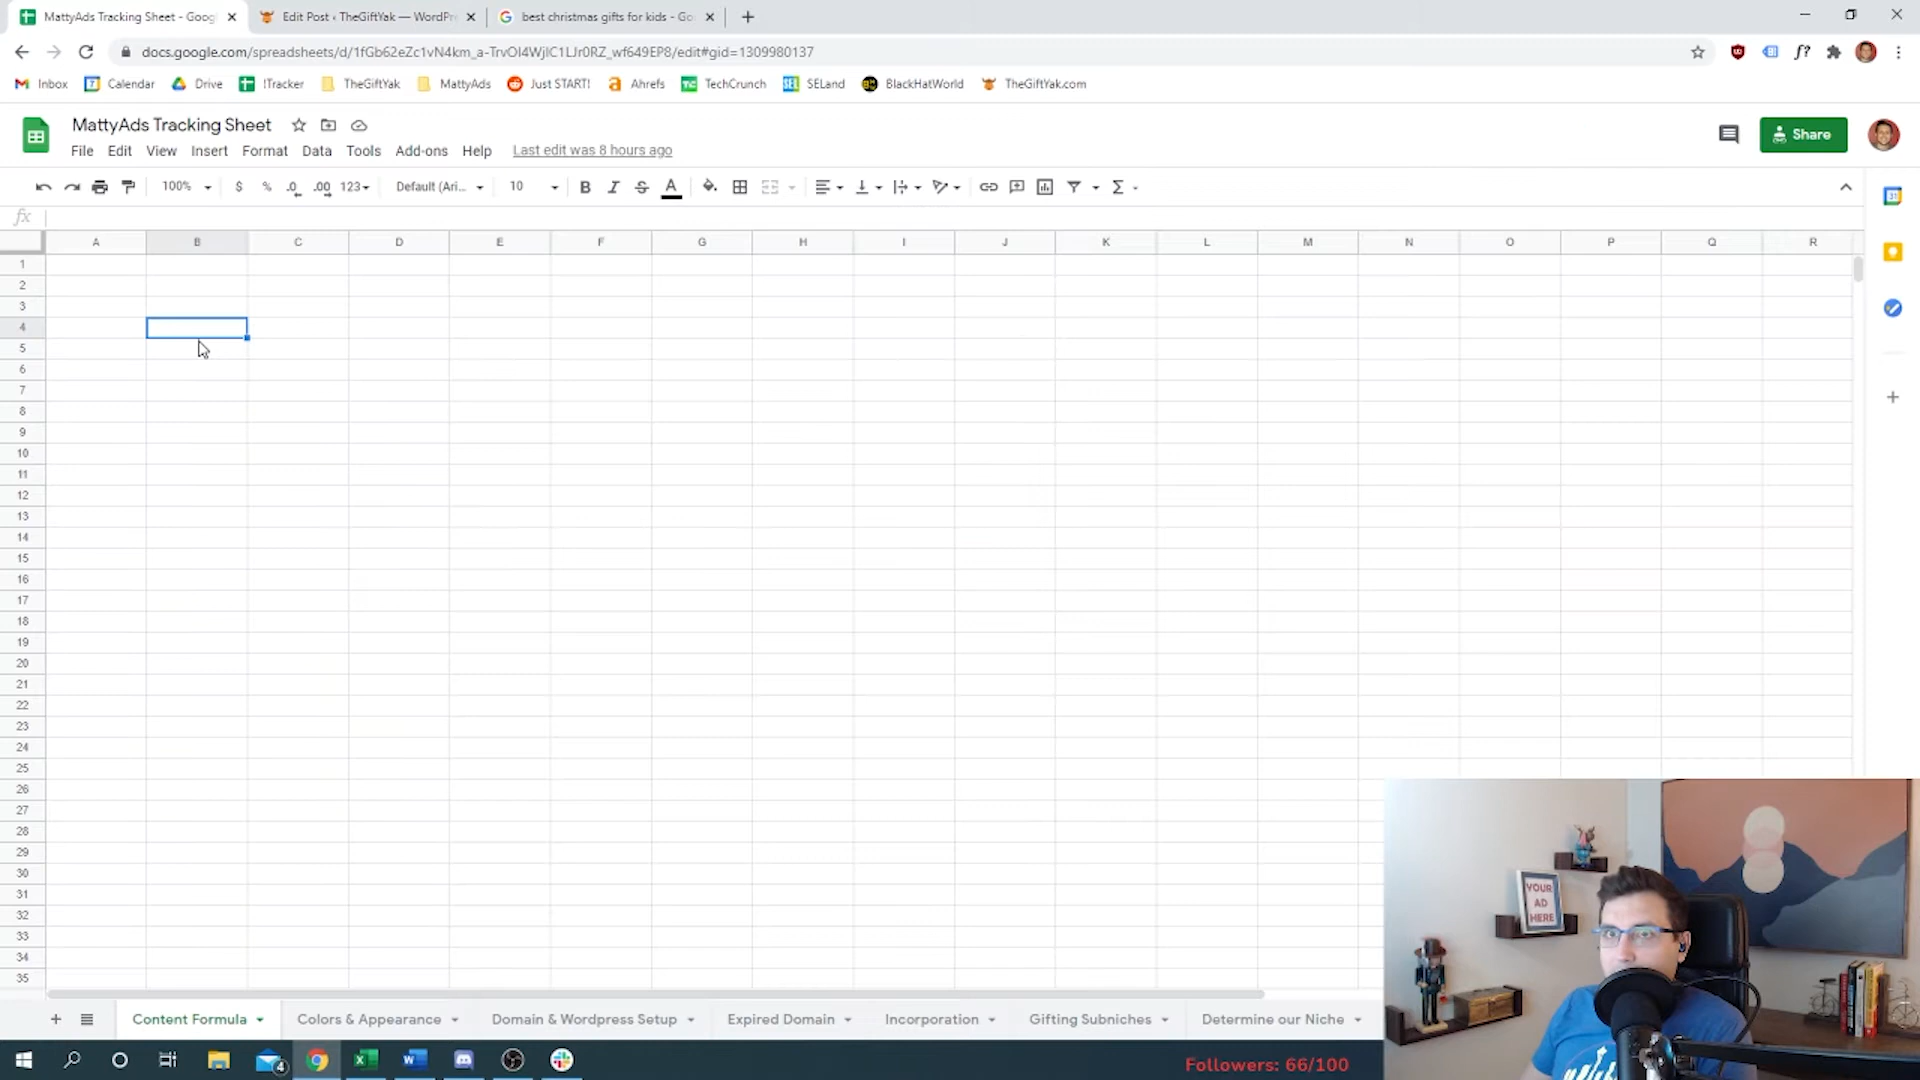 MattyAds Tracking Sheet - Goog
Edit Post ‹ TheGiftYak — WordPr
best christmas gifts for kids - Go
docs.google.com/spreadsheets/d/1fGb62eZc1vN4km_a-TrvOI4WjIC1LJr0RZ_wf649EP8/edit#gid=1309980137
Inbox Calendar Drive !Tracker TheGiftYak MattyAds Just START! Ahrefs TechCrunch SELand BlackHatWorld TheGiftYak.com
MattyAds Tracking Sheet
Share
File Edit View Insert Format Data Tools Add-ons Help Last edit was 8 hours ago
100% $ % .0 .00 123 Default (Ari... 10 B I S A Σ
fx
A B C D E F G H I J K L M N O P Q R
1
2
3
4
5
6
7
8
9
10
11
12
13
14
15
16
17
18
19
20
21
22
23
24
25
26
27
28
29
30
31
32
33
34
35
YOUR
AD
HERE
Content Formula Colors & Appearance Domain & Wordpress Setup Expired Domain Incorporation Gifting Subniches Determine our Niche
4
Followers: 66/100